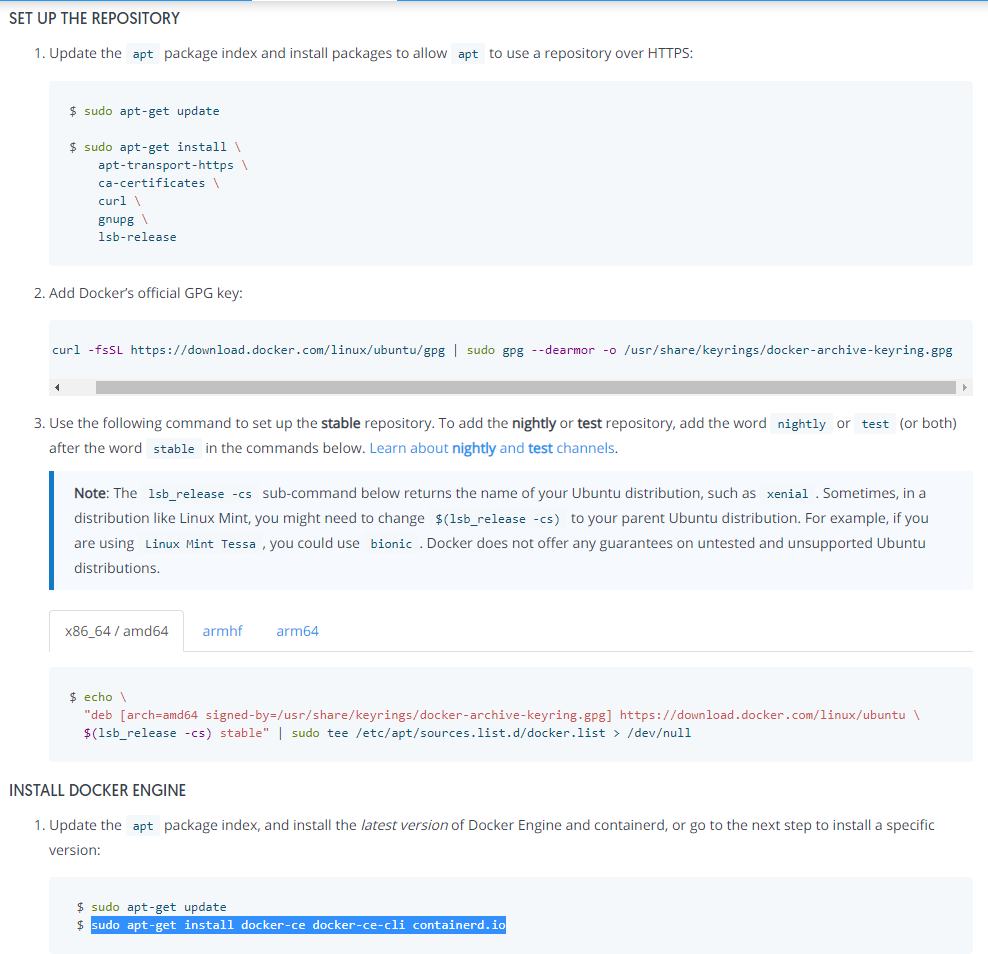 SET UP THE REPOSITORY
1. Update the apt package index and install packages to allow apt to use a repository over HTTPS:
$ sudo apt-get update
$ sudo apt-get install \
apt-transport-https \
ca-certificates \
curl \
gnupg \
lsb-release
2. Add Docker’s official GPG key:
curl -fsSL https://download.docker.com/linux/ubuntu/gpg | sudo gpg --dearmor -o /usr/share/keyrings/docker-archive-keyring.gpg
3. Use the following command to set up the stable repository. To add the nightly or test repository, add the word nightly or test (or both)
after the word stable in the commands below. Learn about nightly and test channels.
Note: The lsb_release -cs sub-command below returns the name of your Ubuntu distribution, such as xenial . Sometimes, in a
distribution like Linux Mint, you might need to change $(lsb_release -cs) to your parent Ubuntu distribution. For example, if you
are using Linux Mint Tessa , you could use bionic . Docker does not offer any guarantees on untested and unsupported Ubuntu
distributions.
x86_64 / amd64 armhf arm64
$ echo \
"deb [arch=amd64 signed-by=/usr/share/keyrings/docker-archive-keyring.gpg] https://download.docker.com/linux/ubuntu \
$(lsb_release -cs) stable" | sudo tee /etc/apt/sources.list.d/docker.list > /dev/null
INSTALL DOCKER ENGINE
1. Update the apt package index, and install the latest version of Docker Engine and containerd, or go to the next step to install a specific
version:
$ sudo apt-get update
$ sudo apt-get install docker-ce docker-ce-cli containerd.io